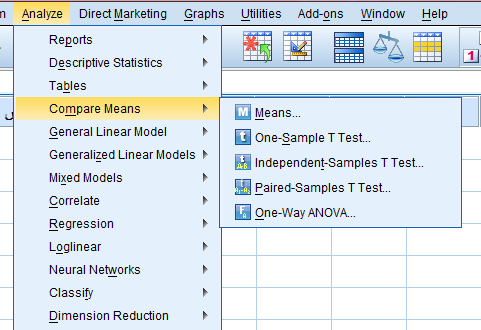 Analyze Direct Marketing Graphs Utilities Add-ons Window Help
Reports
Descriptive Statistics
Tables
Compare Means
General Linear Model
Generalized Linear Models
Mixed Models
Correlate
Regression
Loglinear
Neural Networks
Classify
Dimension Reduction
Means...
One-Sample T Test...
Independent-Samples T Test...
Paired-Samples T Test...
One-Way ANOVA...